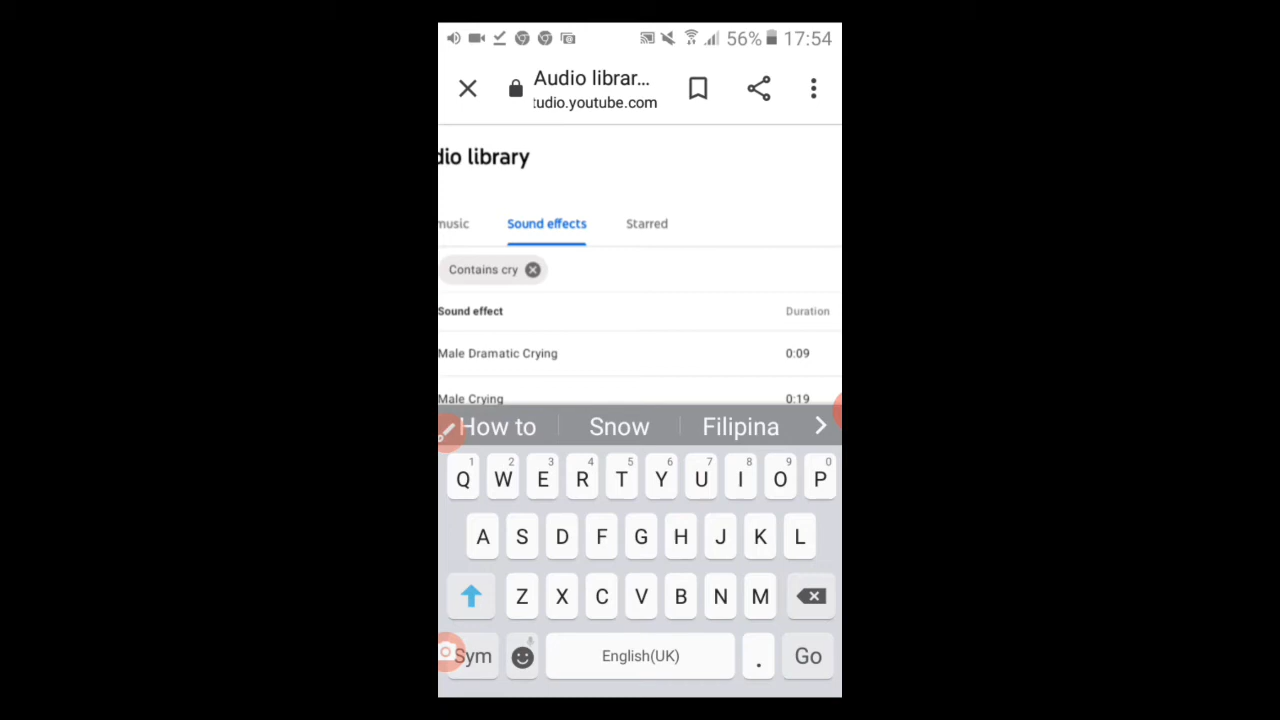 56% 17:54
Audio librar...
tudio.youtube.com
dio library
music Sound effects Starred
Contains cry
Sound effect Duration
Male Dramatic Crying 0:09
Male Crying 0:19
How to Snow Filipina
1 2 3 4 5 6 7 8 9 0
Q W E R T Y U I O P
A S D F G H J K L
Z X C V B N M
Sym English(UK) . Go